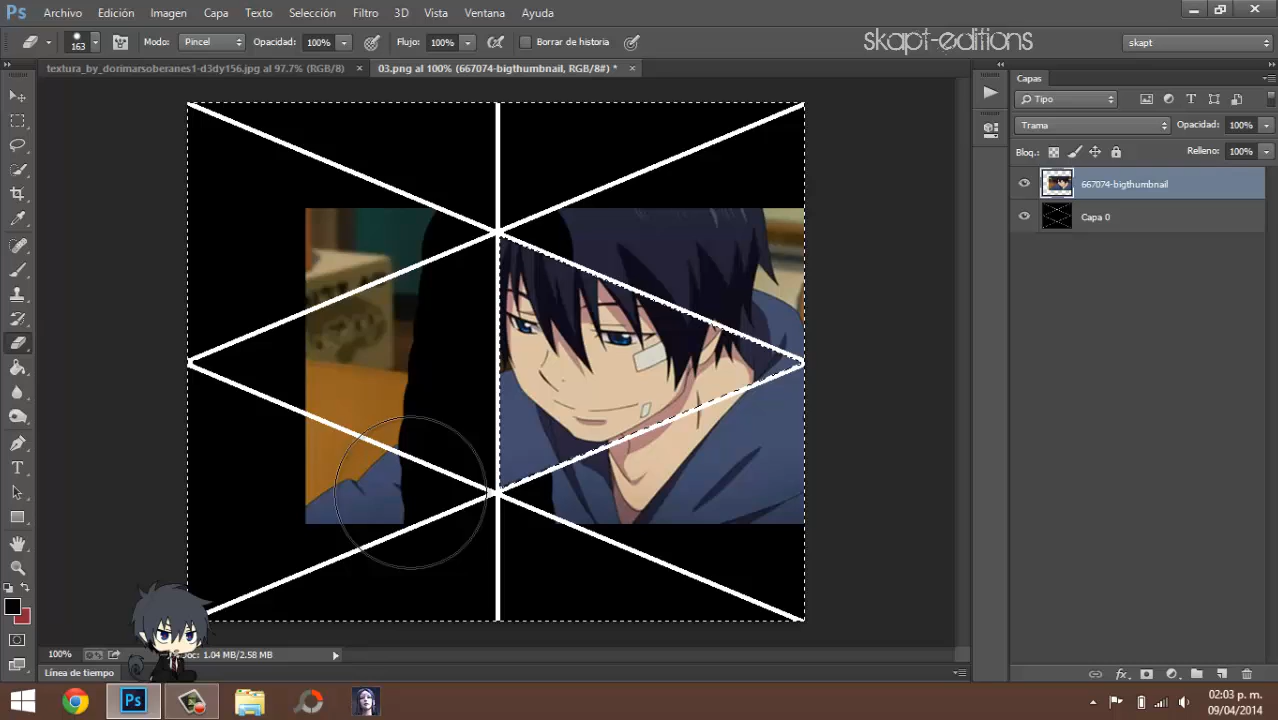 Ps Archivo Edición Imagen Capa Texto Selección Filtro 3D Vista Ventana Ayuda
163 Modo: Pincel Opacidad: 100% Flujo: 100% Borrar de historia skapt-editions skapt
textura_by_dorimarsoberanes1-d3dy156.jpg al 97.7% (RGB/8) × 03.png al 100% (667074-bigthumbnail, RGB/8#) * ×
Capas
Tipo
Trama Opacidad: 100%
Bloq.: Relleno: 100%
667074-bigthumbnail
Capa 0
100% Doc: 1.04 MB/2.58 MB
Línea de tiempo
Ps 02:03 p. m.
09/04/2014